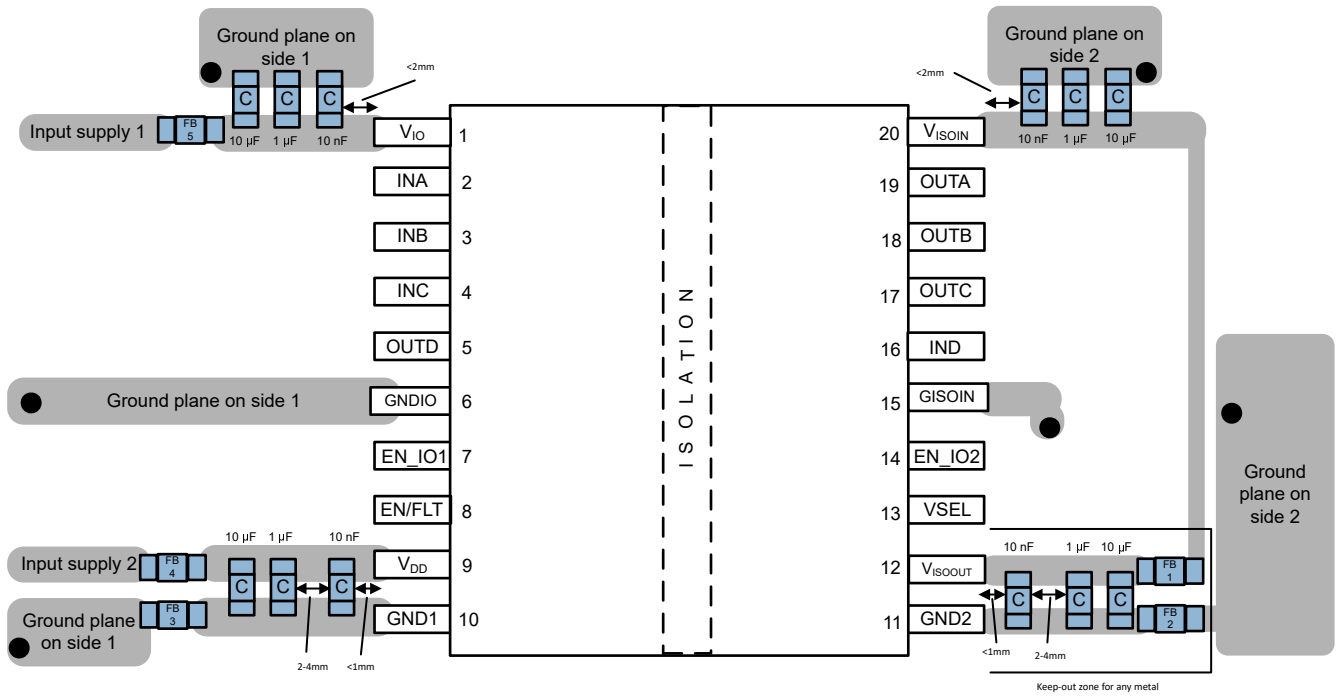 Ground plane on
side 1
<2mm
C
C
C
Input supply 1
FB
5
10 µF
1 µF
10 nF
Ground plane on
side 2
<2mm
C
C
C
10 nF
1 µF
10 µF
VIO
1
INA
2
INB
3
INC
4
OUTD
5
GNDIO
6
EN_IO1
7
EN/FLT
8
VDD
9
GND1
10
ISOLATION
20
VISOIN
19
OUTA
18
OUTB
17
OUTC
16
IND
15
GISOIN
14
EN_IO2
13
VSEL
12
VISOOUT
11
GND2
Ground plane on side 1
10 µF
1 µF
10 nF
Input supply 2
FB
4
C
C
C
Ground plane
on side 1
FB
3
2-4mm
<1mm
Ground
plane on
side 2
10 nF
1 µF
10 µF
FB
1
C
C
C
FB
2
<1mm
2-4mm
Keep-out zone for any metal